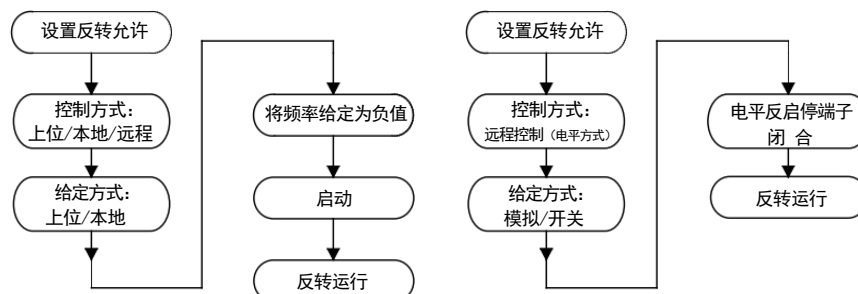 设置反转允许
控制方式：
上位/本地/远程
给定方式：
上位/本地
将频率给定为负值
启动
反转运行
设置反转允许
控制方式：
远程控制（电平方式）
给定方式：
模拟/开关
电平反启停端子
闭 合
反转运行